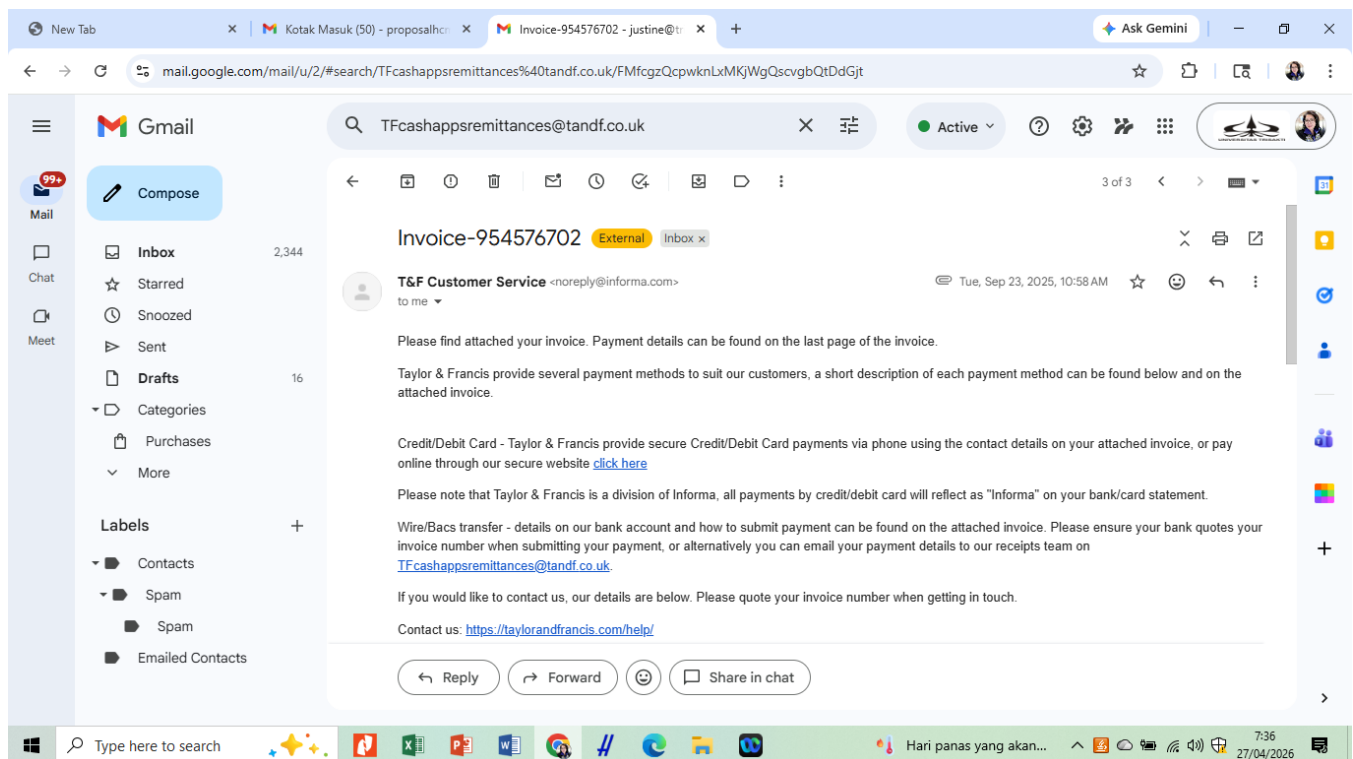 New Tab
Kotak Masuk (50) - proposalhcr
Invoice-954576702 - justine@tr
Ask Gemini
mail.google.com/mail/u/2/#search/TFcashappsremittances%40tandf.co.uk/FMfcgzQcpwknLxMKjWgQscvgbQtDdGjt
Gmail
TFcashappsremittances@tandf.co.uk
Active
99+
Mail
Chat
Meet
Compose
3 of 3
31
Inbox 2,344
Starred
Snoozed
Sent
Drafts 16
Categories
Purchases
More
Labels
Contacts
Spam
Spam
Emailed Contacts
Invoice-954576702 External Inbox x
T&F Customer Service <noreply@informa.com> Tue, Sep 23, 2025, 10:58 AM
to me
Please find attached your invoice. Payment details can be found on the last page of the invoice.
Taylor & Francis provide several payment methods to suit our customers, a short description of each payment method can be found below and on the
attached invoice.
Credit/Debit Card - Taylor & Francis provide secure Credit/Debit Card payments via phone using the contact details on your attached invoice, or pay
online through our secure website click here
Please note that Taylor & Francis is a division of Informa, all payments by credit/debit card will reflect as "Informa" on your bank/card statement.
Wire/Bacs transfer - details on our bank account and how to submit payment can be found on the attached invoice. Please ensure your bank quotes your
invoice number when submitting your payment, or alternatively you can email your payment details to our receipts team on
TFcashappsremittances@tandf.co.uk.
If you would like to contact us, our details are below. Please quote your invoice number when getting in touch.
Contact us: https://taylorandfrancis.com/help/
Reply
Forward
Share in chat
Type here to search
Hari panas yang akan...
7:36
27/04/2026